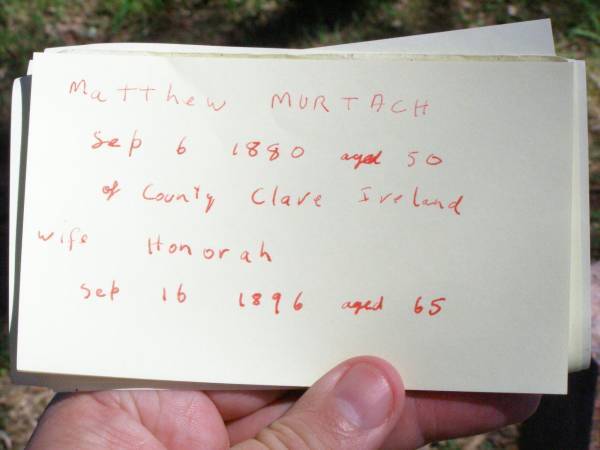 Matthew MURTACH
Sep 6 1880 aged 50
of County Clare Ireland
wife Honorah
Sep 16 1896 aged 65